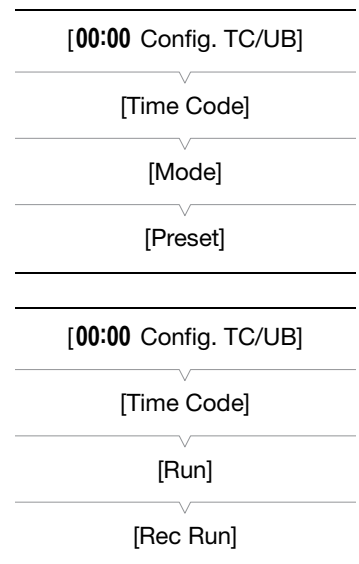 [00:00 Config. TC/UB]
[Time Code]
[Mode]
[Preset]
[00:00 Config. TC/UB]
[Time Code]
[Run]
[Rec Run]